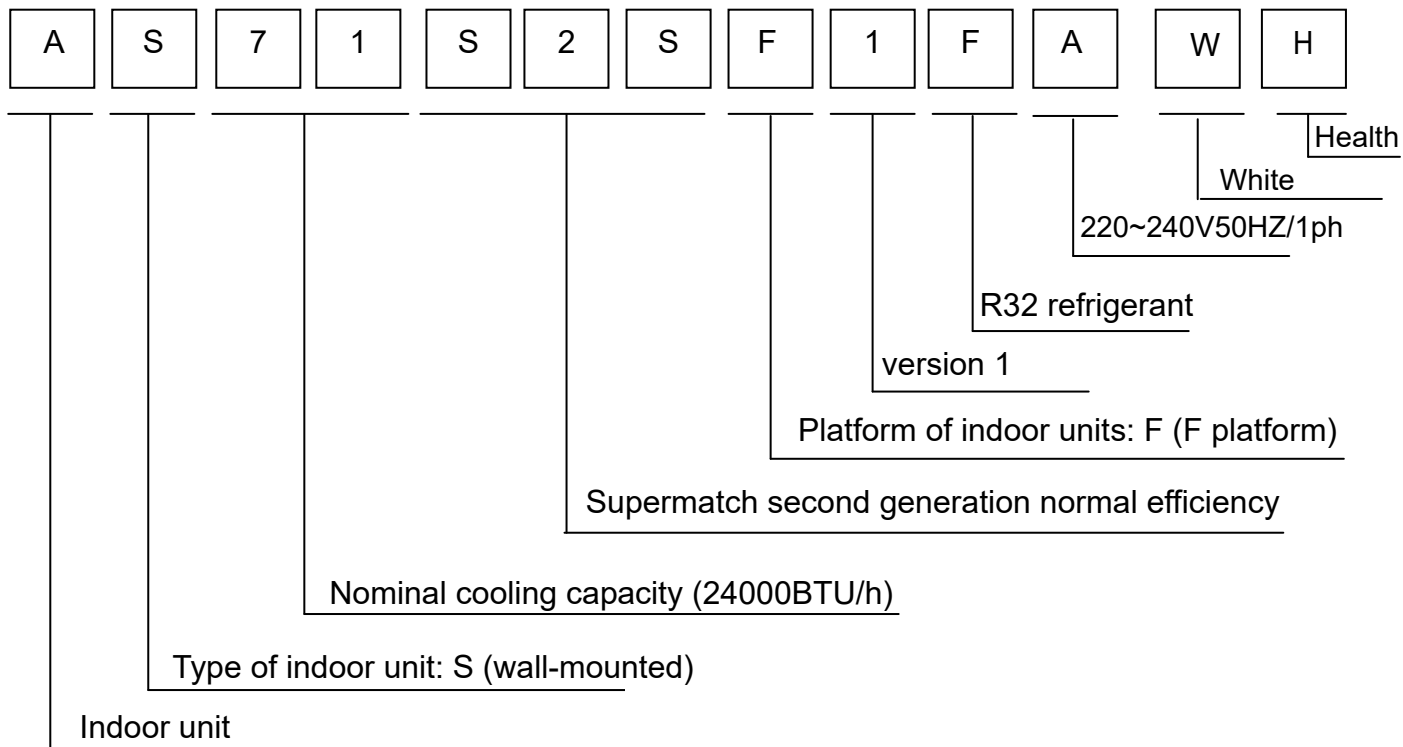 A S 7 1 S 2 S F 1 F A W H
Health
White
220~240V50HZ/1ph
R32 refrigerant
version 1
Platform of indoor units: F (F platform)
Supermatch second generation normal efficiency
Nominal cooling capacity (24000BTU/h)
Type of indoor unit: S (wall-mounted)
Indoor unit